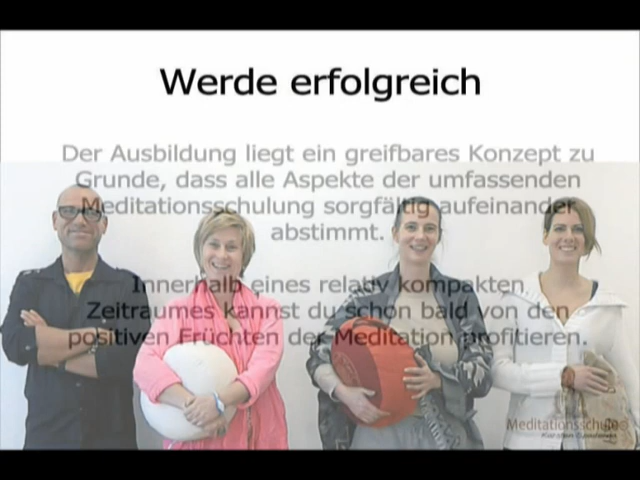 Werde erfolgreich
Der Ausbildung liegt ein greifbares Konzept zu
Grunde, dass alle Aspekte der umfassenden
Meditationsschulung sorgfältig aufeinander
abstimmt.
Innerhalb eines relativ kompakten
Zeitraumes kannst du schon bald von den
positiven Früchten der Meditation profitieren.
Meditationsschule